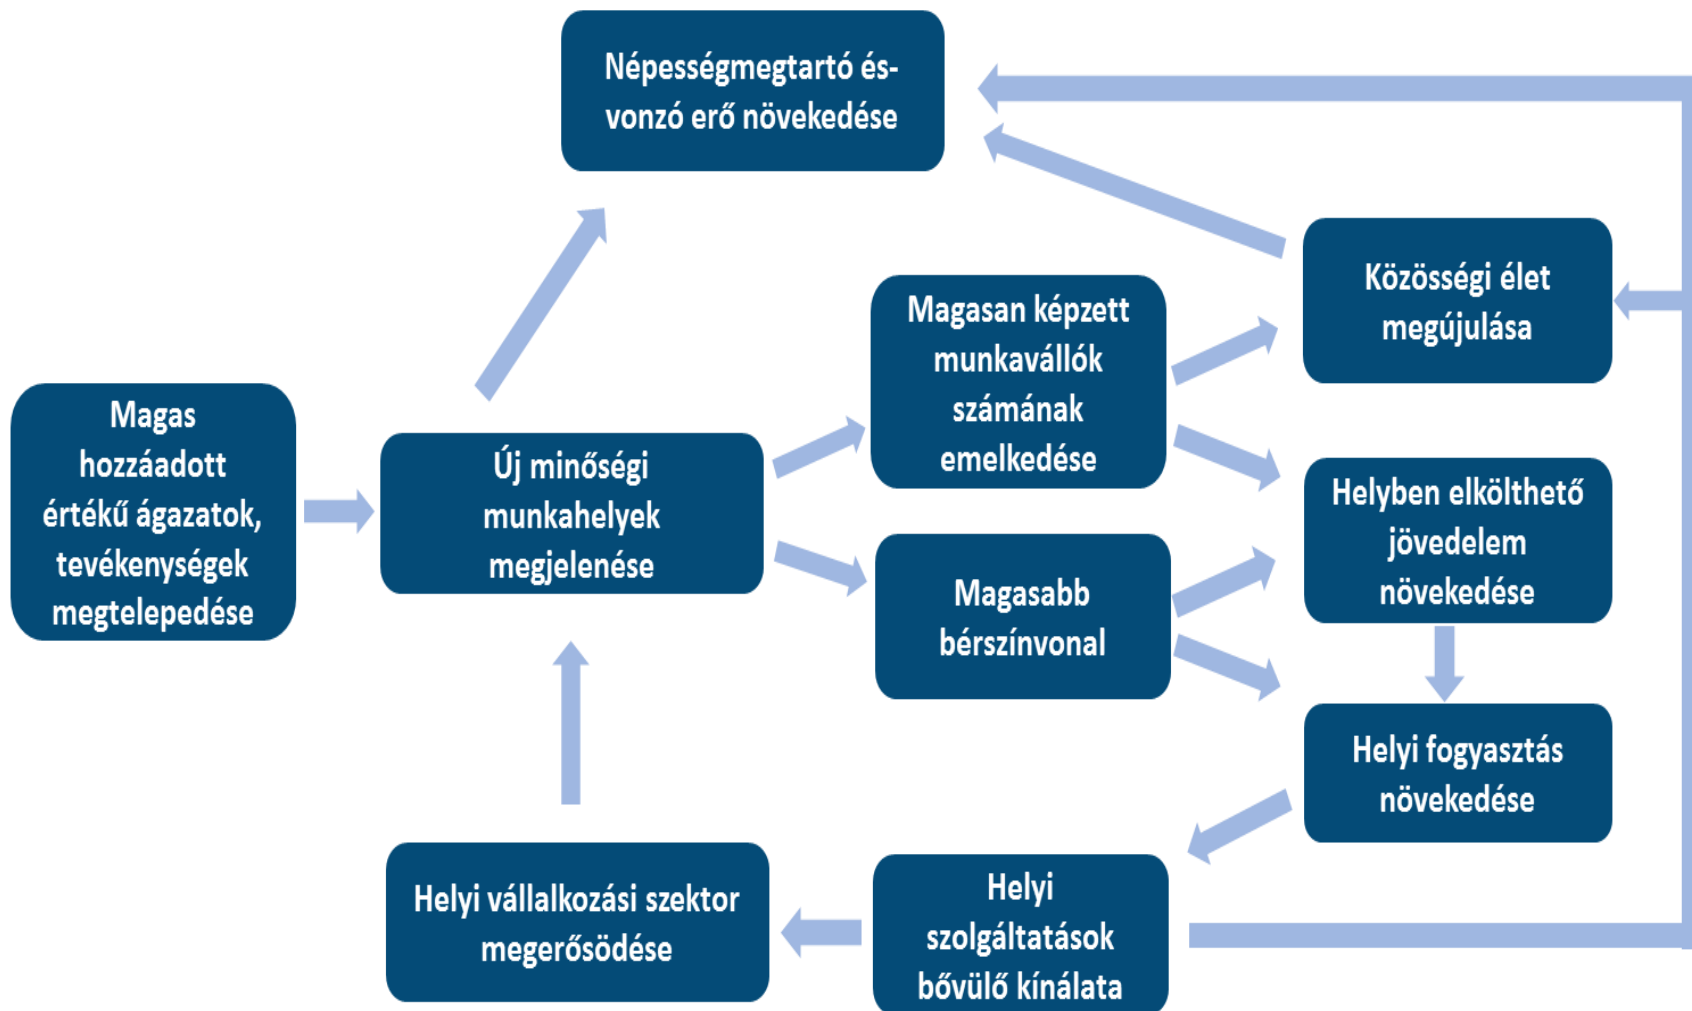 Népességmegtartó és-
vonzó erő növekedése
Közösségi élet
megújulása
Magasan képzett
munkavállók
számának
emelkedése
Magas
hozzáadott
értékű ágazatok,
tevékenységek
megtelepedése
Új minőségi
munkahelyek
megjelenése
Helyben elkölthető
jövedelem
növekedése
Magasabb
bérszínvonal
Helyi fogyasztás
növekedése
Helyi vállalkozási szektor
megerősödése
Helyi
szolgáltatások
bővülő kínálata